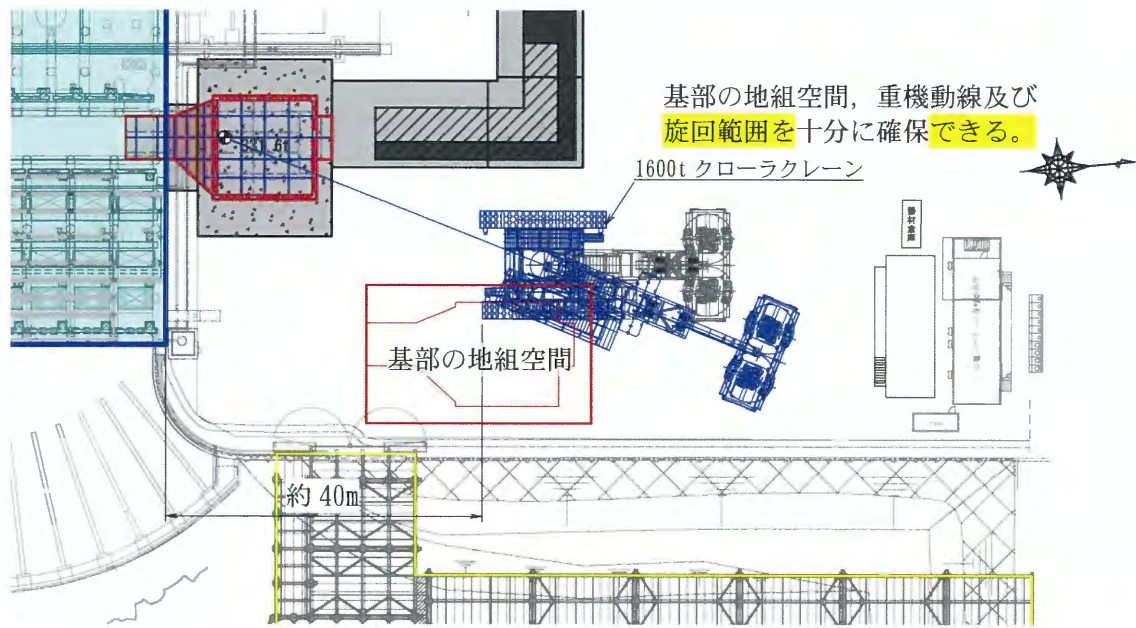 基部の地組空間，重機動線及び
旋回範囲を十分に確保できる。
1600t クローラクレーン
基部の地組空間
約 40m